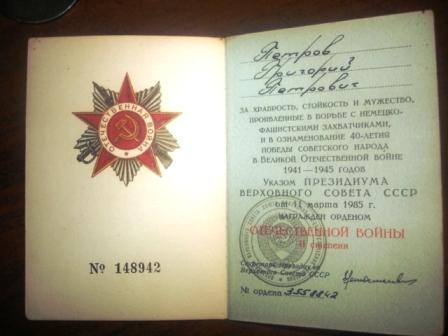 ОТЕЧЕСТВЕННАЯ ВОЙНА
№ 148942
Петров
Григорий
Петрович
ЗА ХРАБРОСТЬ, СТОЙКОСТЬ И МУЖЕСТВО,
ПРОЯВЛЕННЫЕ В БОРЬБЕ С НЕМЕЦКО-
ФАШИСТСКИМИ ЗАХВАТЧИКАМИ,
И В ОЗНАМЕНОВАНИЕ 40-ЛЕТИЯ
ПОБЕДЫ СОВЕТСКОГО НАРОДА
В ВЕЛИКОЙ ОТЕЧЕСТВЕННОЙ ВОЙНЕ
1941—1945 ГОДОВ
УКАЗОМ ПРЕЗИДИУМА
ВЕРХОВНОГО СОВЕТА СССР
от 11 марта 1985 г.
НАГРАЖДЕН ОРДЕНОМ
ОТЕЧЕСТВЕННОЙ ВОЙНЫ
II степени
Секретарь Президиума
Верховного Совета СССР
№ ордена